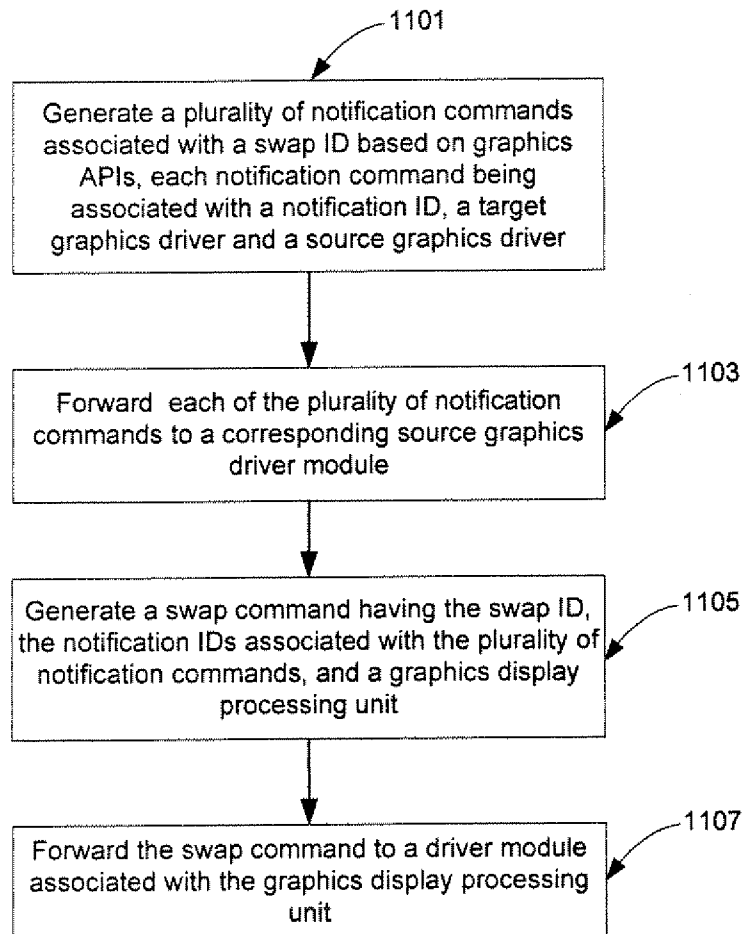 1101
Generate a plurality of notification commands
associated with a swap ID based on graphics
APIs, each notification command being
associated with a notification ID, a target
graphics driver and a source graphics driver
1103
Forward each of the plurality of notification
commands to a corresponding source graphics
driver module
1105
Generate a swap command having the swap ID,
the notification IDs associated with the plurality of
notification commands, and a graphics display
processing unit
1107
Forward the swap command to a driver module
associated with the graphics display processing
unit